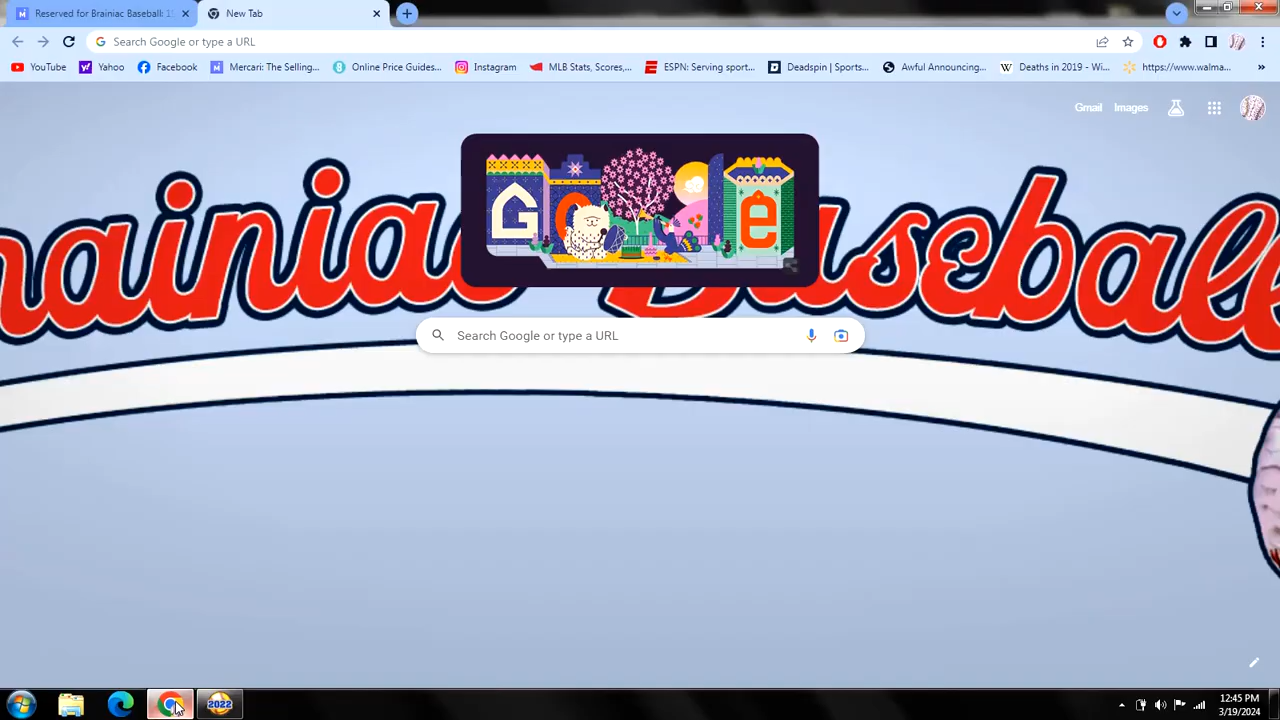 Reserved for Brainiac Baseball: 1
New Tab
Search Google or type a URL
YouTube
Yahoo
Facebook
Mercari: The Selling...
Online Price Guides...
Instagram
MLB Stats, Scores,...
ESPN: Serving sport...
Deadspin | Sports...
Awful Announcing...
Deaths in 2019 - Wi...
https://www.walma...
»
Gmail
Images
rainiac Baseball
G O e
Search Google or type a URL
2022
12:45 PM
3/19/2024